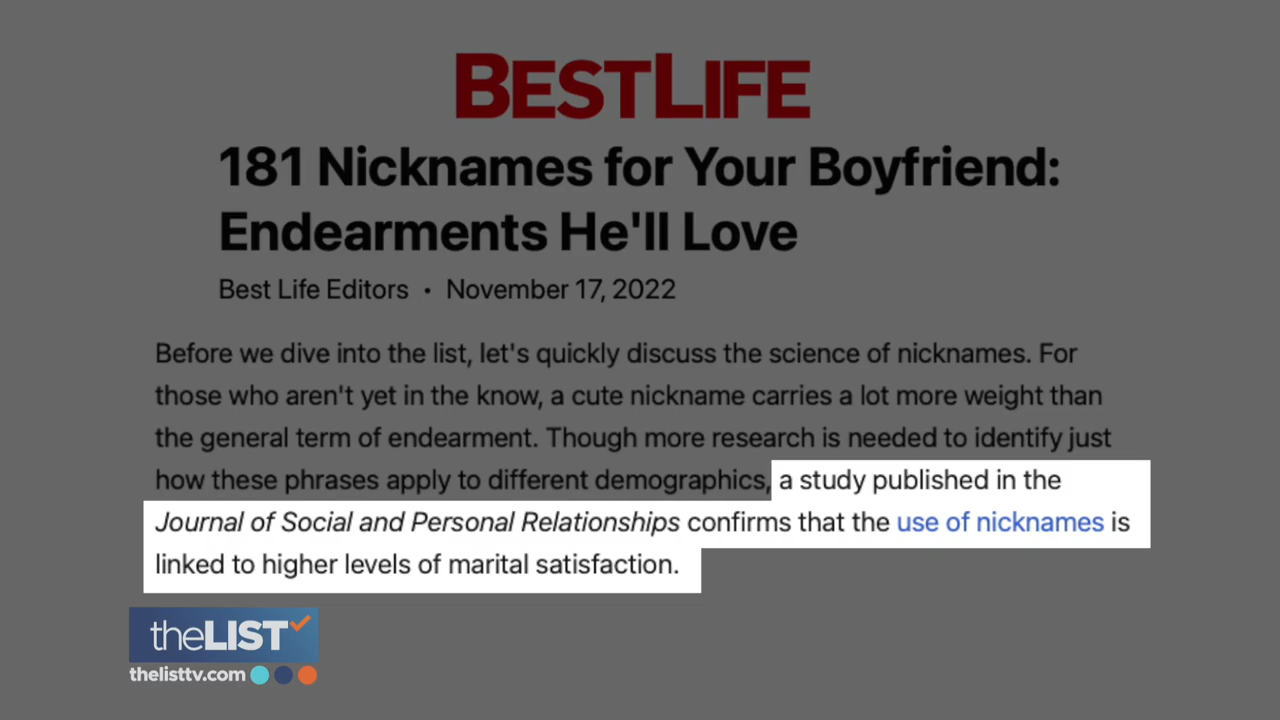 BESTLIFE
181 Nicknames for Your Boyfriend:
Endearments He'll Love
Best Life Editors • November 17, 2022
Before we dive into the list, let's quickly discuss the science of nicknames. For
those who aren't yet in the know, a cute nickname carries a lot more weight than
the general term of endearment. Though more research is needed to identify just
how these phrases apply to different demographics, a study published in the
Journal of Social and Personal Relationships confirms that the use of nicknames is
linked to higher levels of marital satisfaction.
theLIST
thelisttv.com